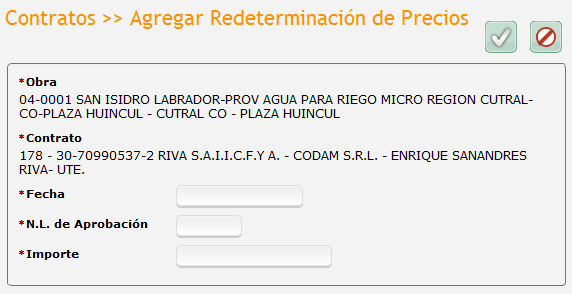 Contratos >> Agregar Redeterminación de Precios
*Obra
04-0001 SAN ISIDRO LABRADOR-PROV AGUA PARA RIEGO MICRO REGION CUTRAL-
CO-PLAZA HUINCUL - CUTRAL CO - PLAZA HUINCUL
*Contrato
178 - 30-70990537-2 RIVA S.A.I.I.C.F.Y A. - CODAM S.R.L. - ENRIQUE SANANDRES
RIVA- UTE.
*Fecha
*N.L. de Aprobación
*Importe